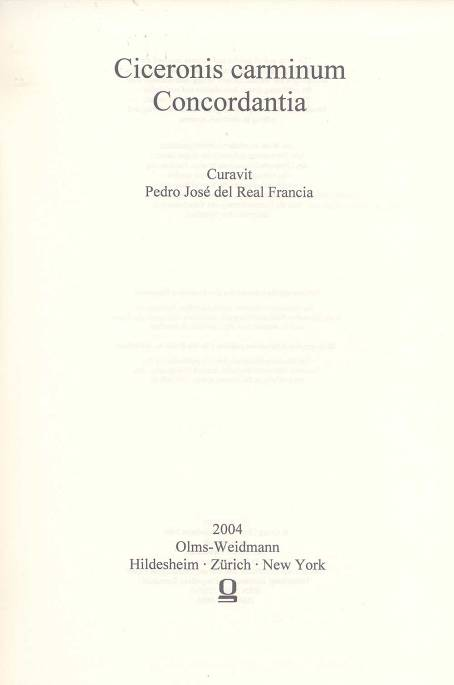 Ciceronis carminum
Concordantia
Curavit
Pedro José del Real Francia
2004
Olms-Weidmann
Hildesheim · Zürich · New York